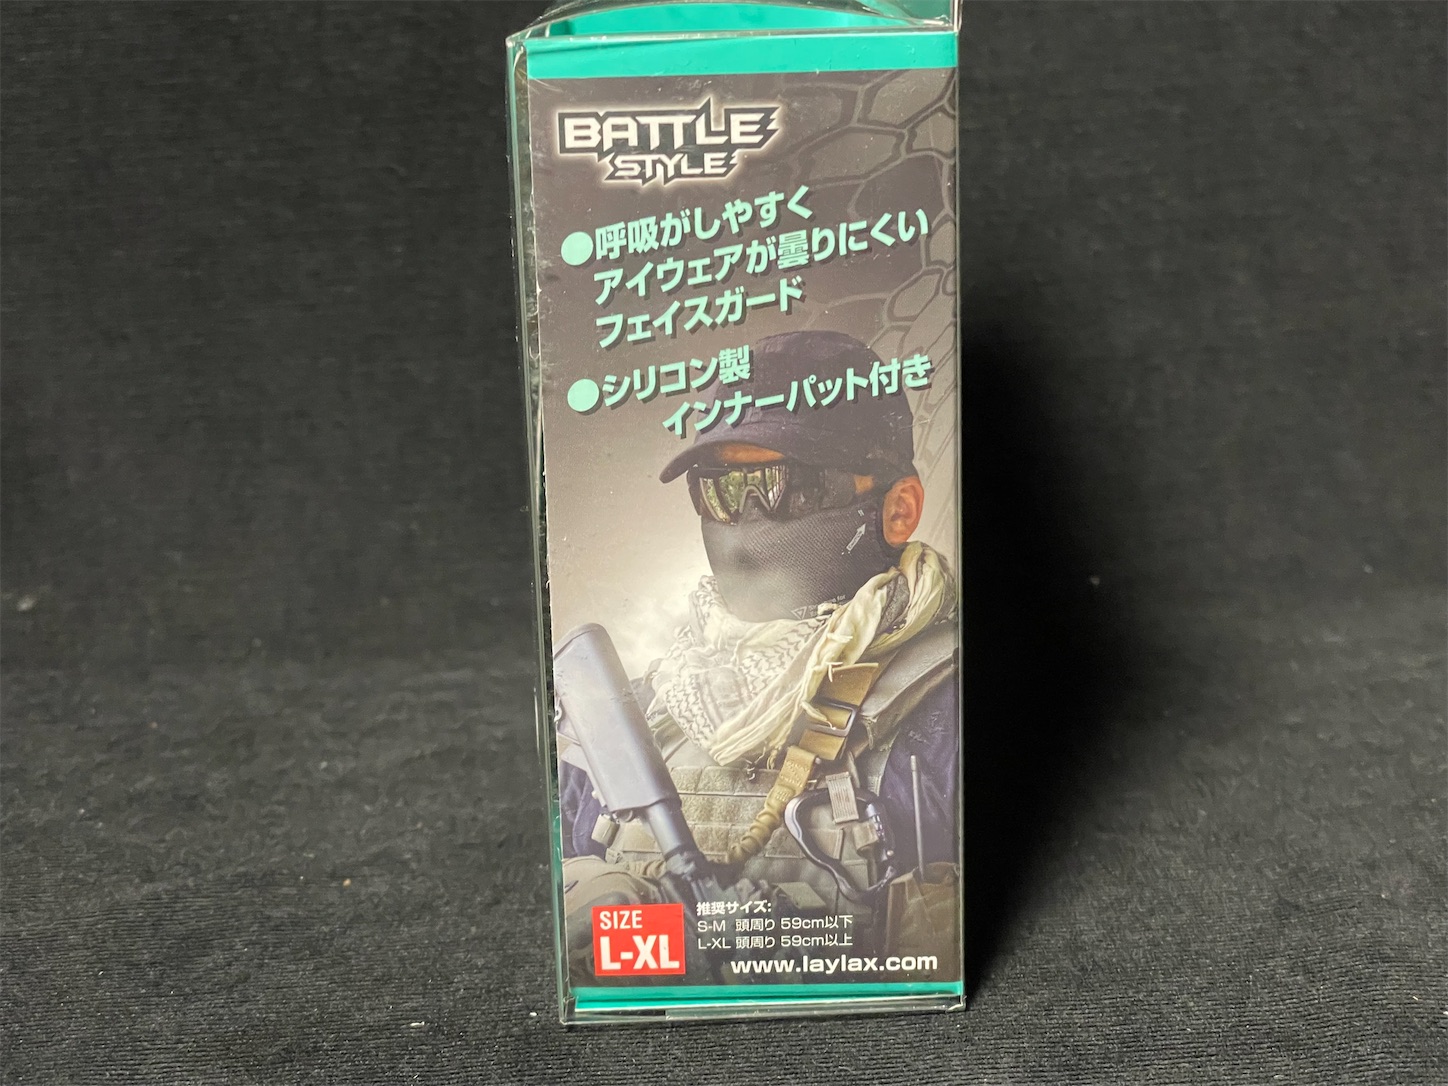 BATTLE
STYLE
●呼吸がしやすく
アイウェアが曇りにくい
フェイスガード
●シリコン製
インナーパット付き
SIZE
L-XL
推奨サイズ:
S-M 頭周り 59cm以下
L-XL 頭周り 59cm以上
www.laylax.com